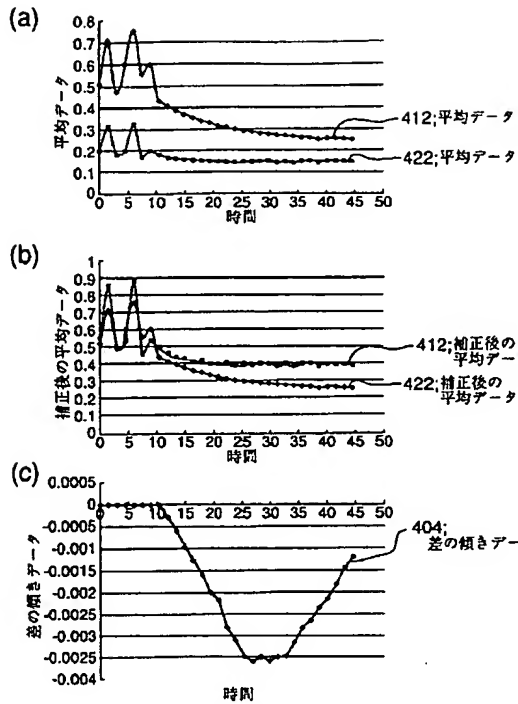 (a)
0.8
0.7
0.6
0.5
0.4
0.3
0.2
0.1
0
平均データ
412;平均データ
422;平均データ
0 5 10 15 20 25 30 35 40 45 50
時間
(b)
1
0.9
0.8
0.7
0.6
0.5
0.4
0.3
0.2
0.1
0
補正後の平均データ
412;補正後の
平均デー
422;補正後の
平均データ
0 5 10 15 20 25 30 35 40 45 50
時間
(c)
0.0005
0
-0.0005
-0.001
-0.0015
-0.002
-0.0025
-0.003
-0.0025
-0.004
差の傾きデータ
0 5 10 15 20 25 30 35 40 45 50
404;
差の傾きデー
時間